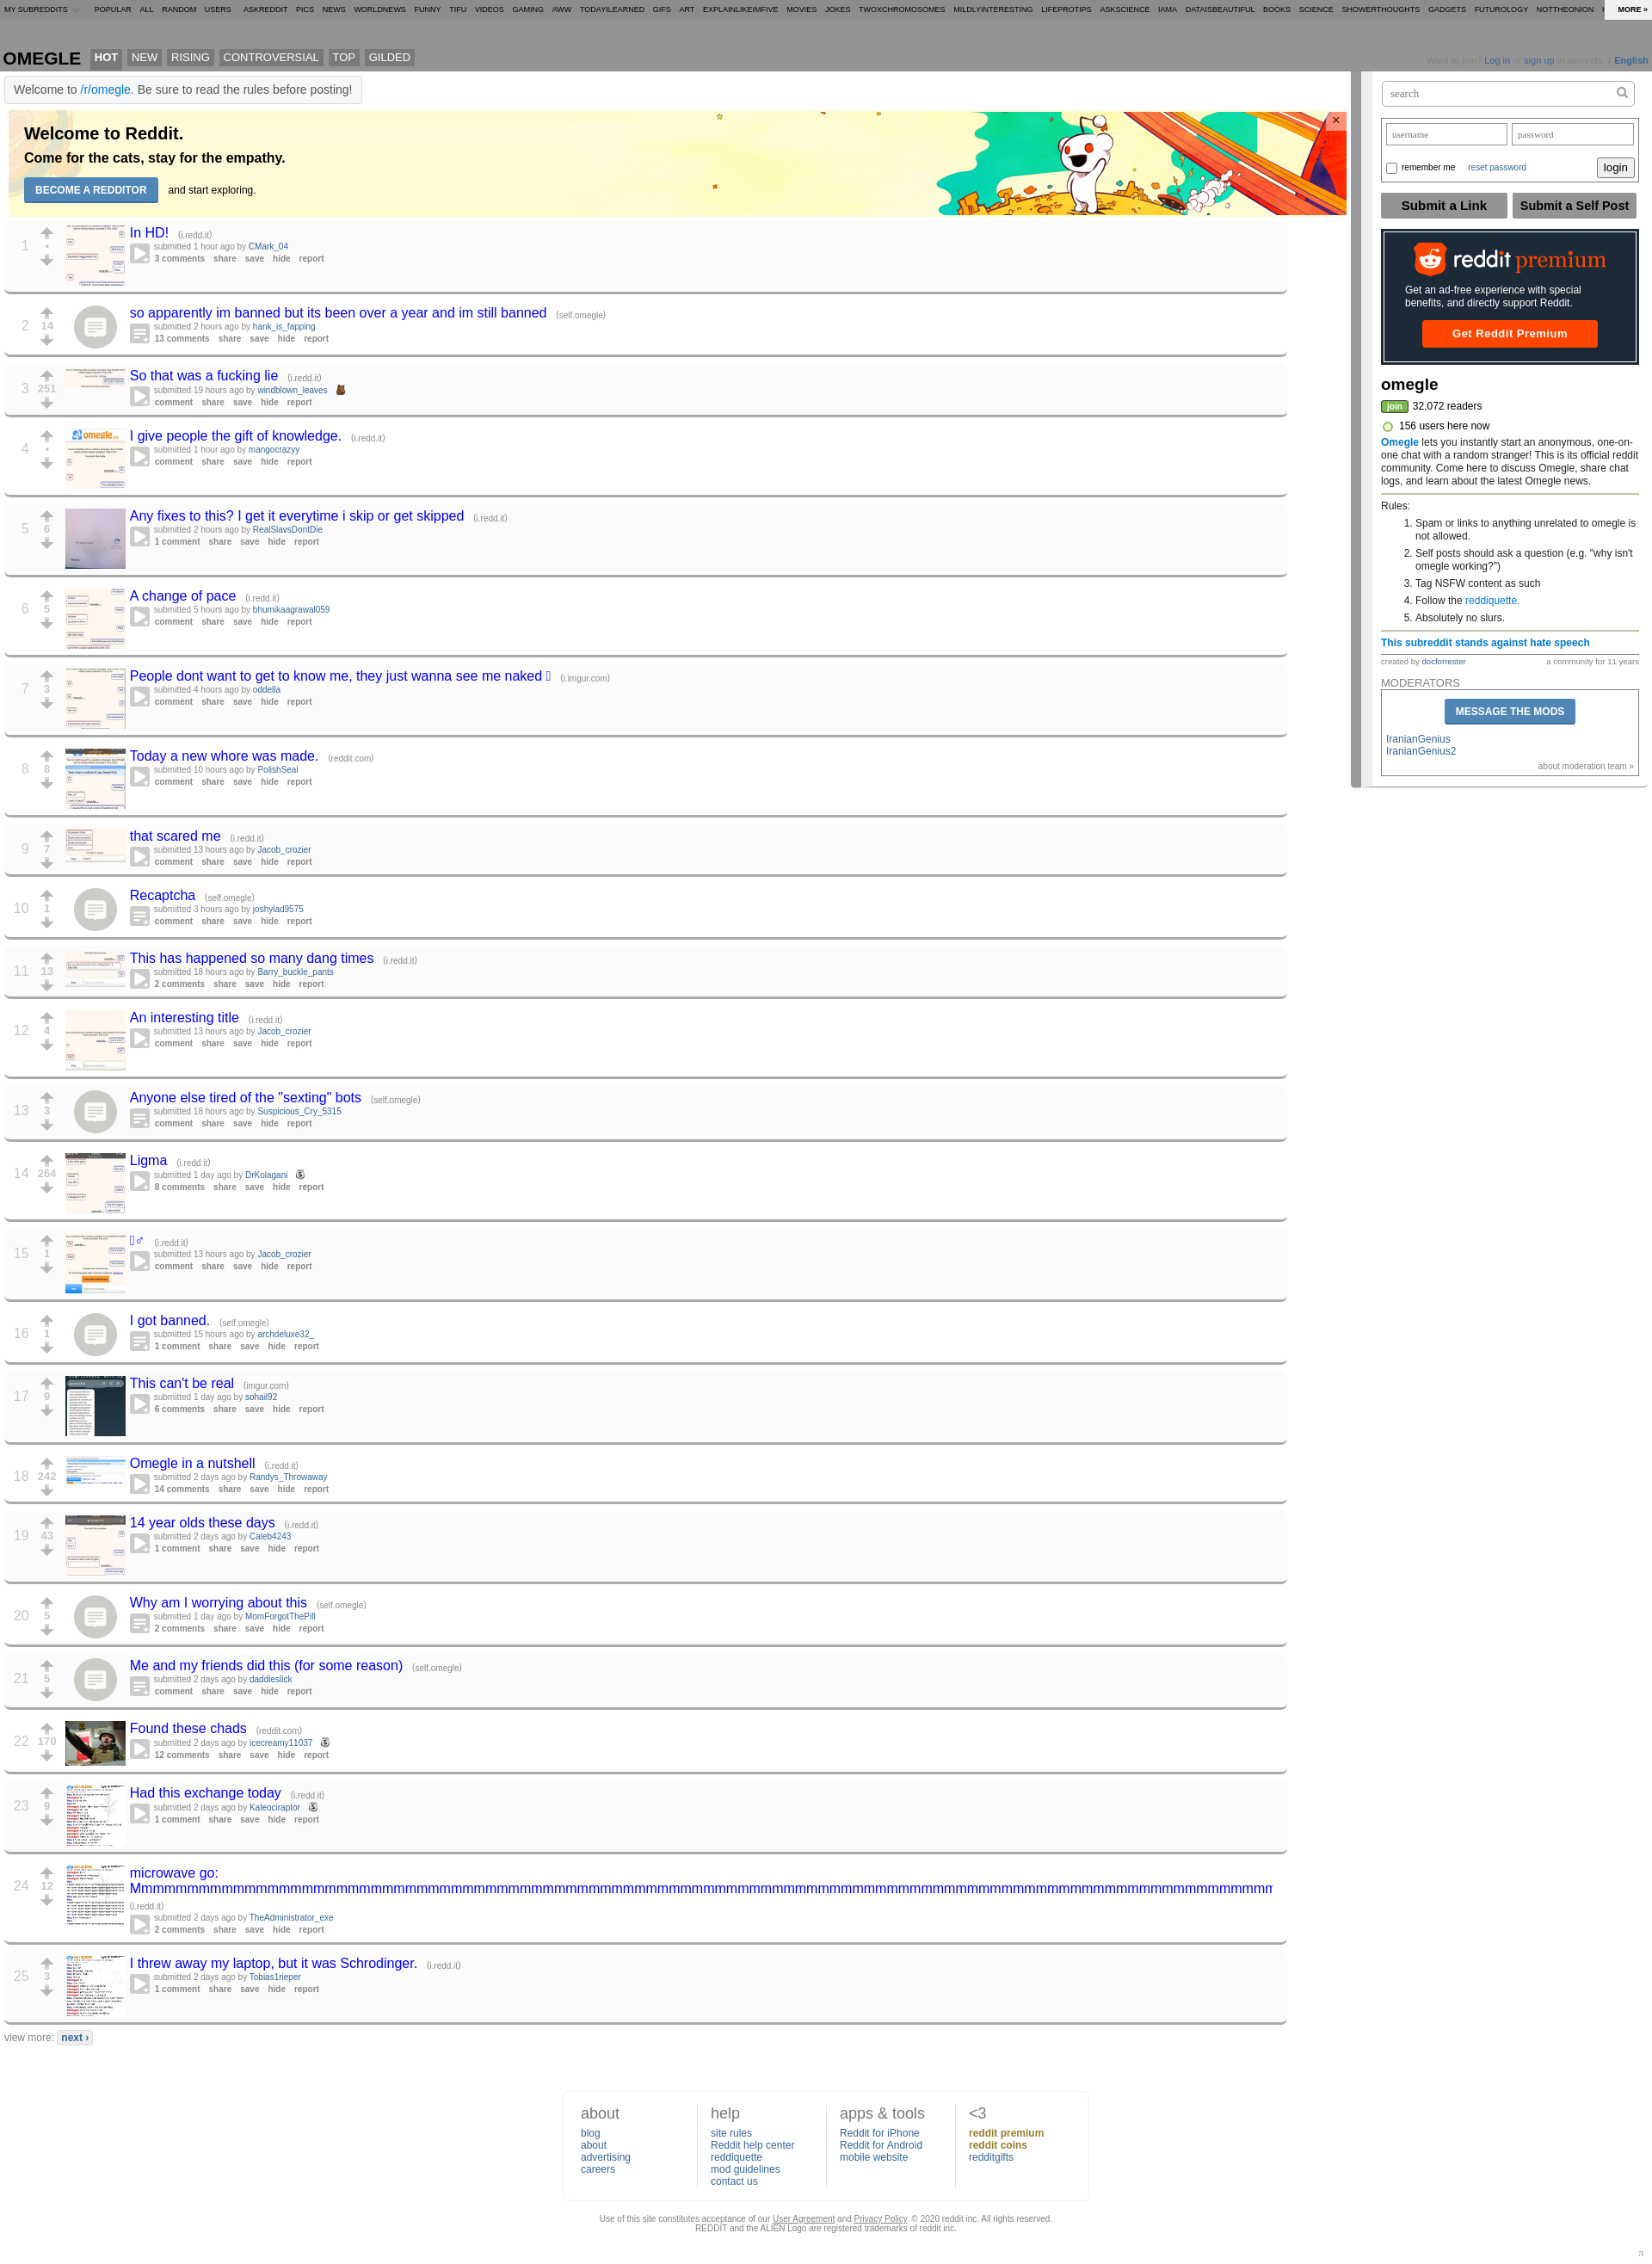 MY SUBREDDITS POPULAR ALL RANDOM USERS ASKREDDIT PICS NEWS WORLDNEWS FUNNY TIFU VIDEOS GAMING AWW TODAYILEARNED GIFS ART EXPLAINLIKEIMFIVE MOVIES JOKES TWOXCHROMOSOMES MILDLYINTERESTING LIFEPROTIPS ASKSCIENCE IAMA DATAISBEAUTIFUL BOOKS SCIENCE SHOWERTHOUGHTS GADGETS FUTUROLOGY NOTTHEONION MORE »
OMEGLE HOT NEW RISING CONTROVERSIAL TOP GILDED
Want to join? Log in or sign up in seconds. | English
Welcome to /r/omegle. Be sure to read the rules before posting!
Welcome to Reddit.
Come for the cats, stay for the empathy.
BECOME A REDDITOR and start exploring.
×
1 • In HD! (i.redd.it)
submitted 1 hour ago by CMark_04
3 comments share save hide report
2 14 so apparently im banned but its been over a year and im still banned (self.omegle)
submitted 2 hours ago by hank_is_fapping
13 comments share save hide report
3 251 So that was a fucking lie (i.redd.it)
submitted 19 hours ago by windblown_leaves
comment share save hide report
4 • I give people the gift of knowledge. (i.redd.it)
submitted 1 hour ago by mangocrazyy
comment share save hide report
5 6 Any fixes to this? I get it everytime i skip or get skipped (i.redd.it)
submitted 2 hours ago by RealSlavsDontDie
1 comment share save hide report
6 5 A change of pace (i.redd.it)
submitted 5 hours ago by bhumikaagrawal059
comment share save hide report
7 3 People dont want to get to know me, they just wanna see me naked (i.imgur.com)
submitted 4 hours ago by oddella
comment share save hide report
8 8 Today a new whore was made. (reddit.com)
submitted 10 hours ago by PolishSeal
comment share save hide report
9 7 that scared me (i.redd.it)
submitted 13 hours ago by Jacob_crozier
comment share save hide report
10 1 Recaptcha (self.omegle)
submitted 3 hours ago by joshylad9575
comment share save hide report
11 13 This has happened so many dang times (i.redd.it)
submitted 18 hours ago by Barry_buckle_pants
2 comments share save hide report
12 4 An interesting title (i.redd.it)
submitted 13 hours ago by Jacob_crozier
comment share save hide report
13 3 Anyone else tired of the "sexting" bots (self.omegle)
submitted 18 hours ago by Suspicious_Cry_5315
comment share save hide report
14 264 Ligma (i.redd.it)
submitted 1 day ago by DrKolagani
8 comments share save hide report
15 1 ♂ (i.redd.it)
submitted 13 hours ago by Jacob_crozier
comment share save hide report
16 1 I got banned. (self.omegle)
submitted 15 hours ago by archdeluxe32_
1 comment share save hide report
17 9 This can't be real (imgur.com)
submitted 1 day ago by sohail92
6 comments share save hide report
18 242 Omegle in a nutshell (i.redd.it)
submitted 2 days ago by Randys_Throwaway
14 comments share save hide report
19 43 14 year olds these days (i.redd.it)
submitted 2 days ago by Caleb4243
1 comment share save hide report
20 5 Why am I worrying about this (self.omegle)
submitted 1 day ago by MomForgotThePill
2 comments share save hide report
21 5 Me and my friends did this (for some reason) (self.omegle)
submitted 2 days ago by daddieslick
comment share save hide report
22 170 Found these chads (reddit.com)
submitted 2 days ago by icecreamy11037
12 comments share save hide report
23 9 Had this exchange today (i.redd.it)
submitted 2 days ago by Kaleociraptor
1 comment share save hide report
24 12 microwave go:
Mmmmmmmmmmmmmmmmmmmmmmmmmmmmmmmmmmmmmmmmmmmmmmmmmmmmmmmmmmmmmmmmmmmmmmmmmmmmmmmmmmmmmmmmmmmmmmmmmmmm
(i.redd.it)
submitted 2 days ago by TheAdministrator_exe
2 comments share save hide report
25 3 I threw away my laptop, but it was Schrodinger. (i.redd.it)
submitted 2 days ago by Tobias1rieper
1 comment share save hide report
view more: next ›
search
username password
remember me reset password login
Submit a Link Submit a Self Post
reddit premium
Get an ad-free experience with special
benefits, and directly support Reddit.
Get Reddit Premium
omegle
join 32,072 readers
156 users here now
Omegle lets you instantly start an anonymous, one-on-
one chat with a random stranger! This is its official reddit
community. Come here to discuss Omegle, share chat
logs, and learn about the latest Omegle news.
Rules:
1. Spam or links to anything unrelated to omegle is
not allowed.
2. Self posts should ask a question (e.g. "why isn't
omegle working?")
3. Tag NSFW content as such
4. Follow the reddiquette.
5. Absolutely no slurs.
This subreddit stands against hate speech
created by docforrester a community for 11 years
MODERATORS
MESSAGE THE MODS
IranianGenius
IranianGenius2
about moderation team »
about
blog
about
advertising
careers
help
site rules
Reddit help center
reddiquette
mod guidelines
contact us
apps & tools
Reddit for iPhone
Reddit for Android
mobile website
<3
reddit premium
reddit coins
redditgifts
Use of this site constitutes acceptance of our User Agreement and Privacy Policy. © 2020 reddit inc. All rights reserved.
REDDIT and the ALIEN Logo are registered trademarks of reddit inc.
π